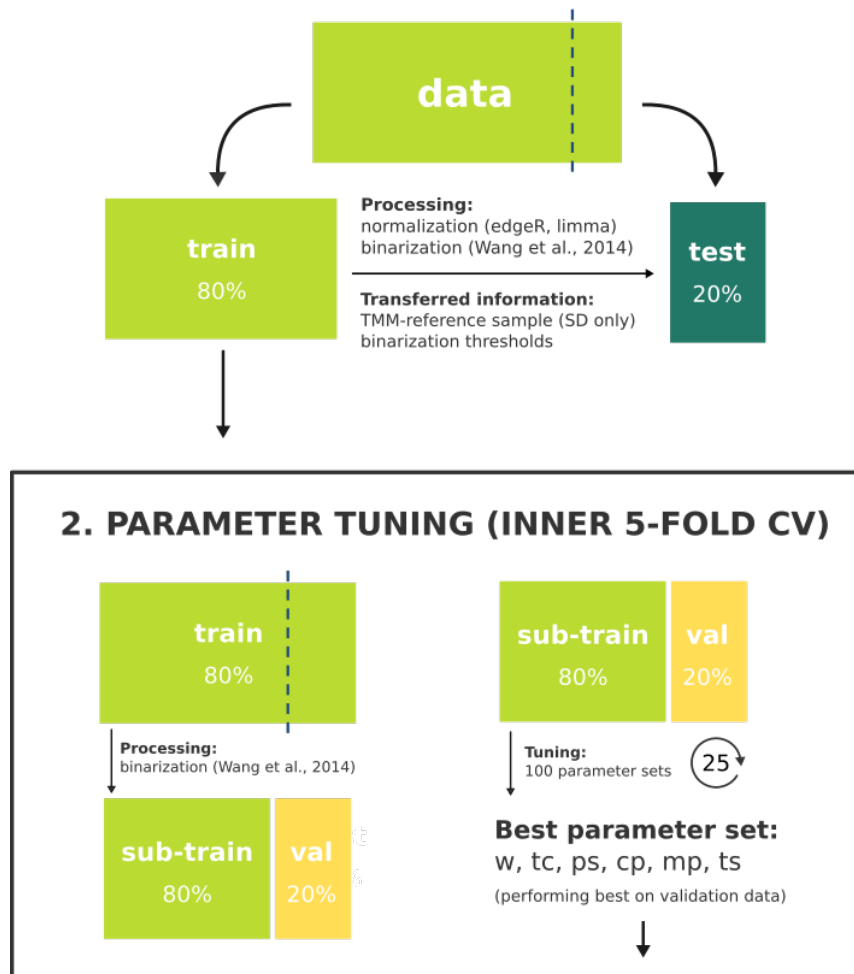 data
train
80%
Processing:
normalization (edgeR, limma)
binarization (Wang et al., 2014)
Transferred information:
TMM-reference sample (SD only)
binarization thresholds
test
20%
2. PARAMETER TUNING (INNER 5-FOLD CV)
train
80%
Processing:
binarization (Wang et al., 2014)
sub-train
80%
val
20%
sub-train
80%
val
20%
Tuning:
100 parameter sets
25
Best parameter set:
w, tc, ps, cp, mp, ts
(performing best on validation data)